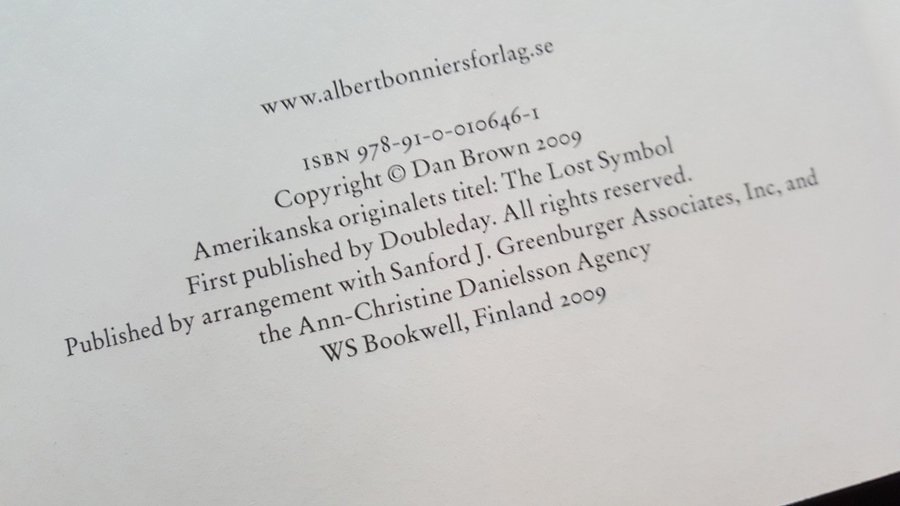 www.albertbonniersforlag.se
ISBN 978-91-0-010646-1
Copyright © Dan Brown 2009
Amerikanska originalets titel: The Lost Symbol
First published by Doubleday. All rights reserved.
Published by arrangement with Sanford J. Greenburger Associates, Inc, and
the Ann-Christine Danielsson Agency
WS Bookwell, Finland 2009